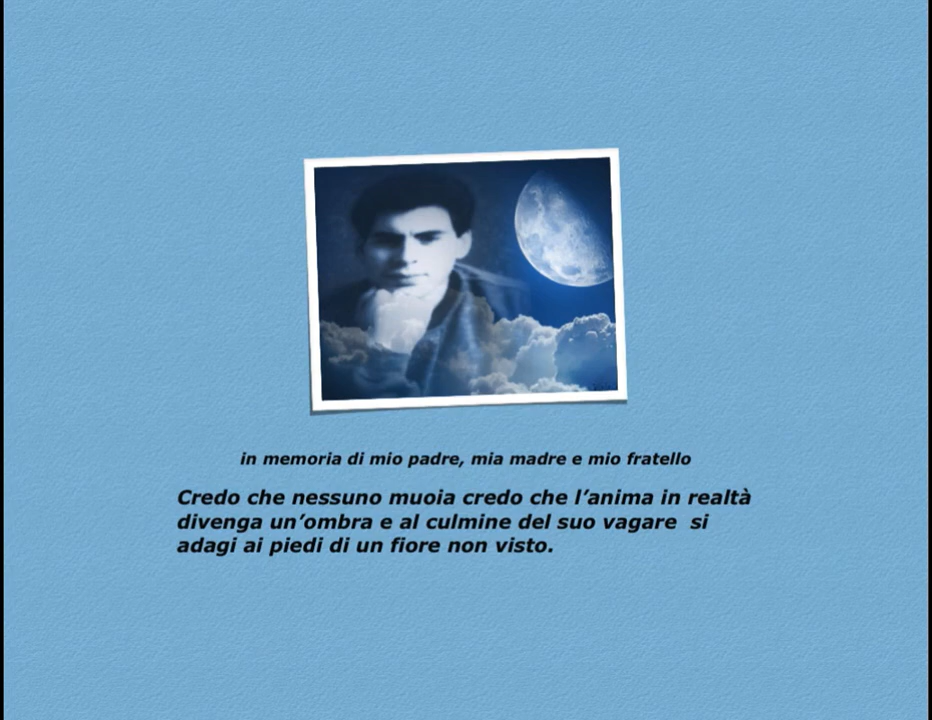 in memoria di mio padre, mia madre e mio fratello
Credo che nessuno muoia credo che l’anima in realtà
divenga un’ombra e al culmine del suo vagare  si
adagi ai piedi di un fiore non visto.